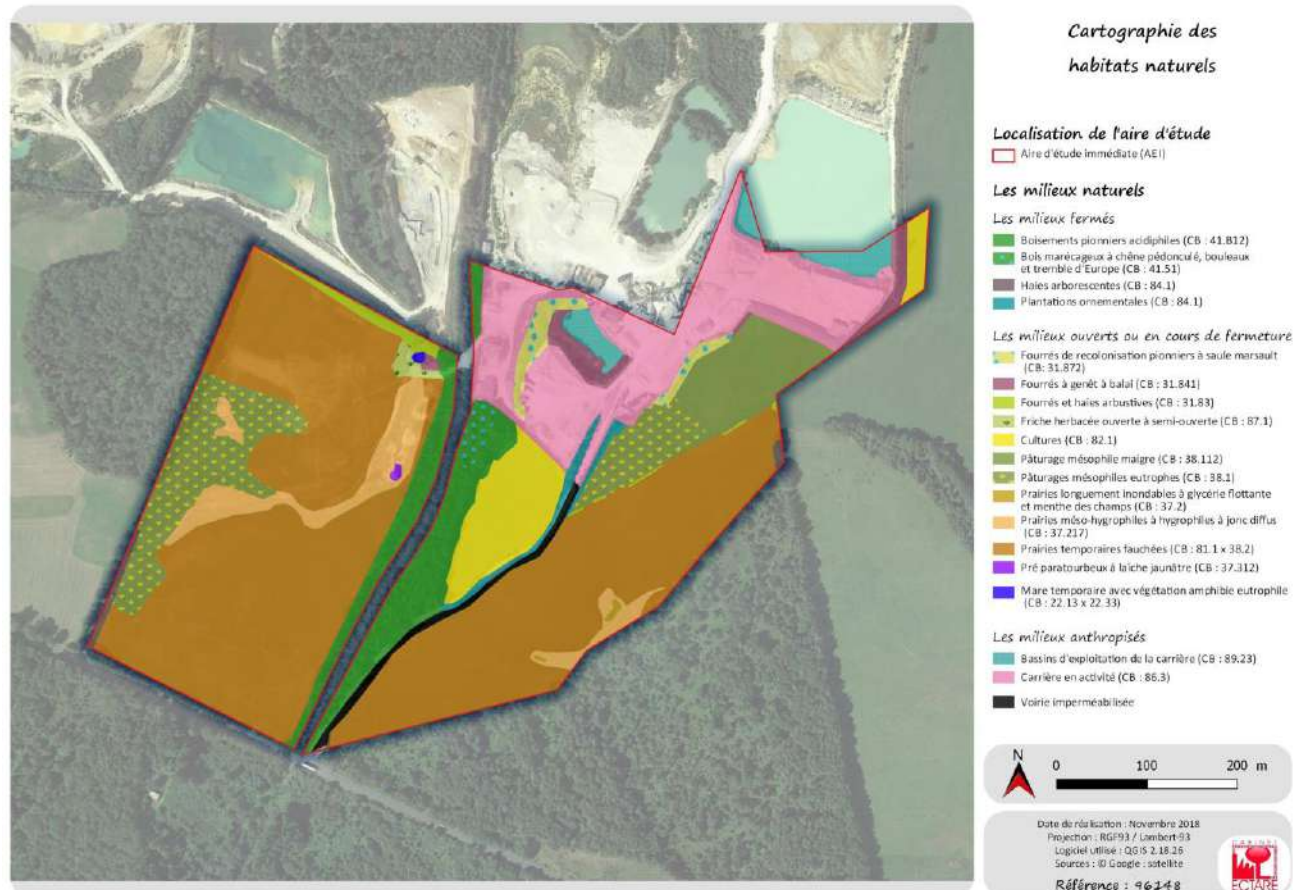 Cartographie des
habitats naturels
Localisation de l'aire d'étude
Aire d'étude immédiate (AEI)
Les milieux naturels
Les milieux fermés
Boisements pionniers acidiphiles (CB : 41.B12)
Bois marécageux à chêne pédonculé, bouleaux
et tremble d'Europe (CB : 41.51)
Haies arborescentes (CB : 84.1)
Plantations ornementales (CB : 84.1)
Les milieux ouverts ou en cours de fermeture
Fourrés de recolonisation pionniers à saule marsault
(CB: 31.872)
Fourrés à genêt à balai (CB : 31.841)
Fourrés et haies arbustives (CB : 31.83)
Friche herbacée ouverte à semi-ouverte (CB : 87.1)
Cultures (CB : 82.1)
Pâturage mésophile maigre (CB : 38.112)
Pâturages mésophiles eutrophes (CB : 38.1)
Prairies longuement inondables à glycérie flottante
et menthe des champs (CB : 37.2)
Prairies méso-hygrophiles à hygrophiles à jonc diffus
(CB : 37.217)
Prairies temporaires fauchées (CB : 81.1 x 38.2)
Pré paratourbeux à laîche jaunâtre (CB : 37.312)
Mare temporaire avec végétation amphibie eutrophile
(CB : 22.13 x 22.33)
Les milieux anthropisés
Bassins d'exploitation de la carrière (CB : 89.23)
Carrière en activité (CB : 86.3)
Voirie imperméabilisée
N
0 100 200 m
Date de réalisation : Novembre 2018
Projection : RGF93 / Lambert-93
Logiciel utilisé : QGIS 2.18.26
Sources : © Google : satellite
Référence : 96148
CABINET
ECTARE